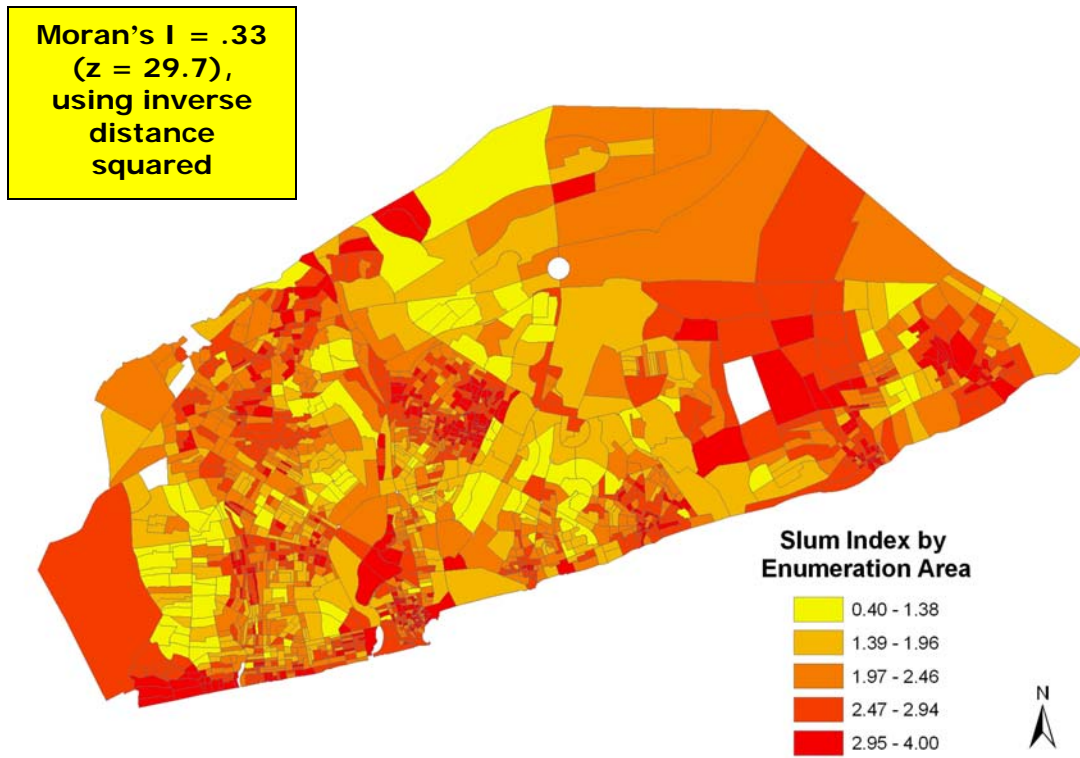 Moran's I = .33
(z = 29.7),
using inverse
distance
squared
Slum Index by
Enumeration Area
0.40 - 1.38
1.39 - 1.96
1.97 - 2.46
2.47 - 2.94
2.95 - 4.00
N